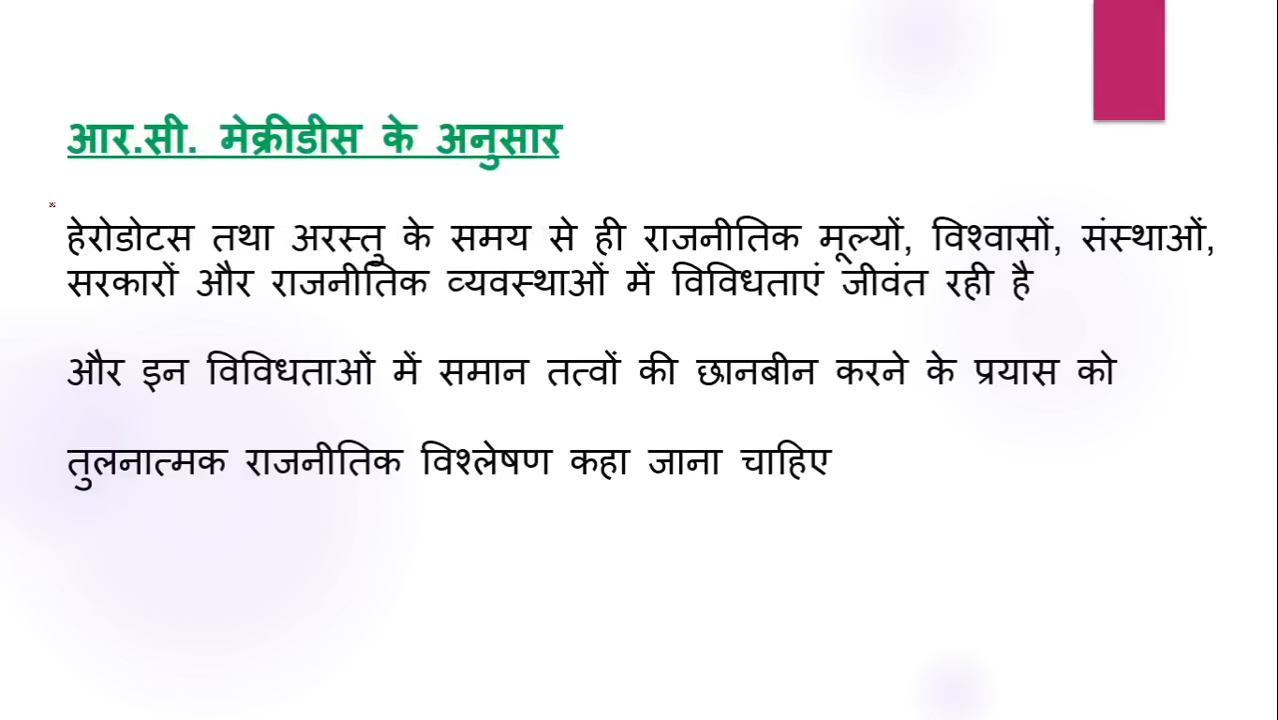 आर.सी. मेक्रीडीस के अनुसार
हेरोडोटस तथा अरस्तु के समय से ही राजनीतिक मूल्यों, विश्वासों, संस्थाओं,
सरकारों और राजनीतिक व्यवस्थाओं में विविधताएं जीवंत रही है
और इन विविधताओं में समान तत्वों की छानबीन करने के प्रयास को
तुलनात्मक राजनीतिक विश्लेषण कहा जाना चाहिए